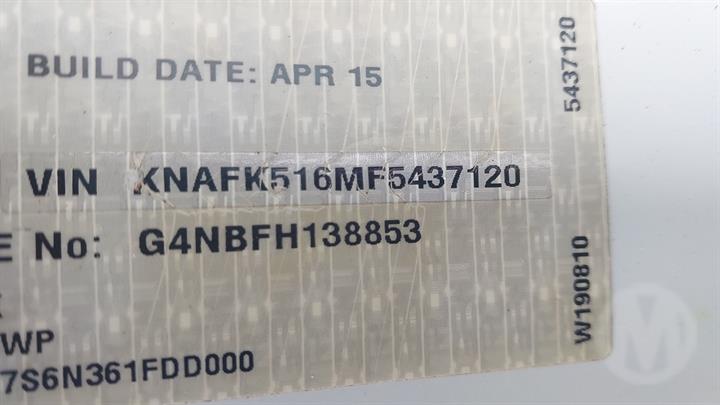 BUILD DATE: APR 15
VIN KNAFK516MF5437120
E No: G4NBFH138853
WP
7S6N361FDD000
5437120
W190810
M